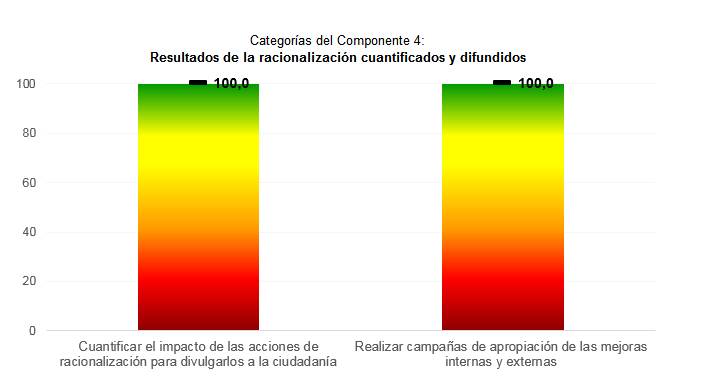 Categorías del Componente 4:
Resultados de la racionalización cuantificados y difundidos
100
80
60
40
20
0
100,0
100,0
Cuantificar el impacto de las acciones de
racionalización para divulgarlos a la ciudadanía
Realizar campañas de apropiación de las mejoras
internas y externas